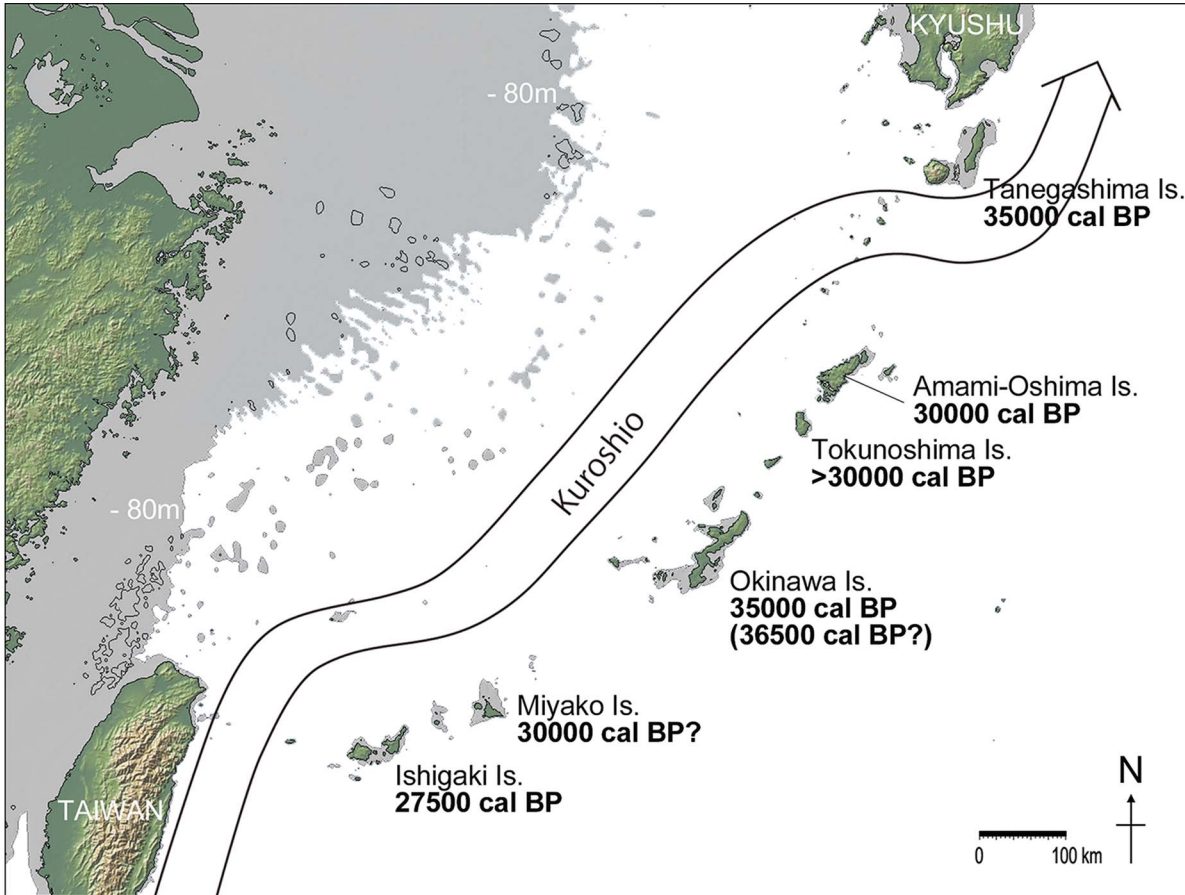 KYUSHU
- 80m
Tanegashima Is.
35000 cal BP
Amami-Oshima Is.
30000 cal BP
Tokunoshima Is.
>30000 cal BP
Kuroshio
- 80m
Okinawa Is.
35000 cal BP
(36500 cal BP?)
Miyako Is.
30000 cal BP?
Ishigaki Is.
27500 cal BP
TAIWAN
N
0 100 km